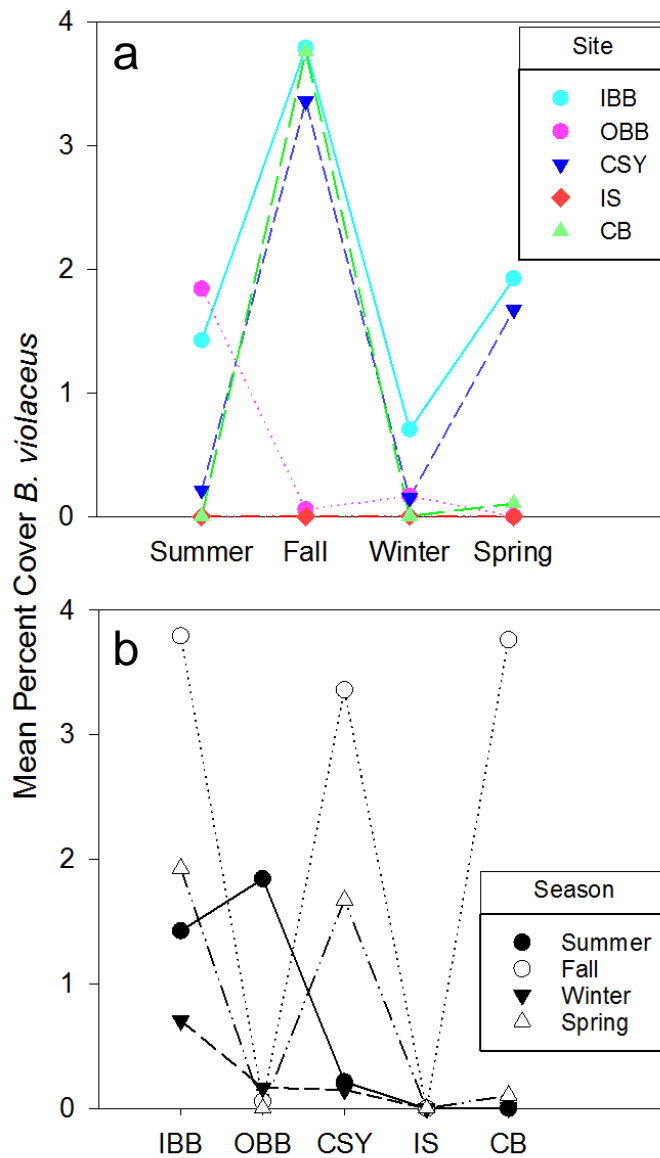 a
Site
IBB
OBB
CSY
IS
CB
4
3
2
1
0
Summer Fall Winter Spring
Mean Percent Cover B. violaceus
b
4
3
2
1
0
Season
Summer
Fall
Winter
Spring
IBB OBB CSY IS CB